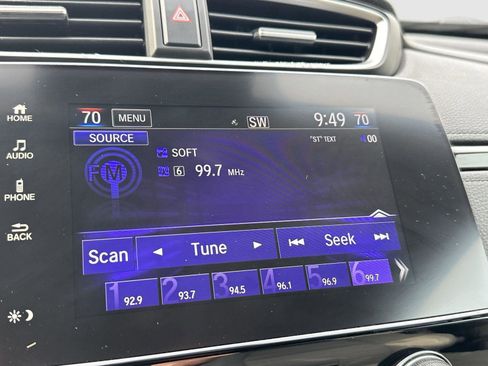 70 MENU SW 9:49 70
HOME
SOURCE "ST" TEXT 00
AUDIO
SOFT
FM
6 99.7 MHz
PHONE
BACK
Scan Tune Seek
1 92.9 2 93.7 3 94.5 4 96.1 5 96.9 6 99.7